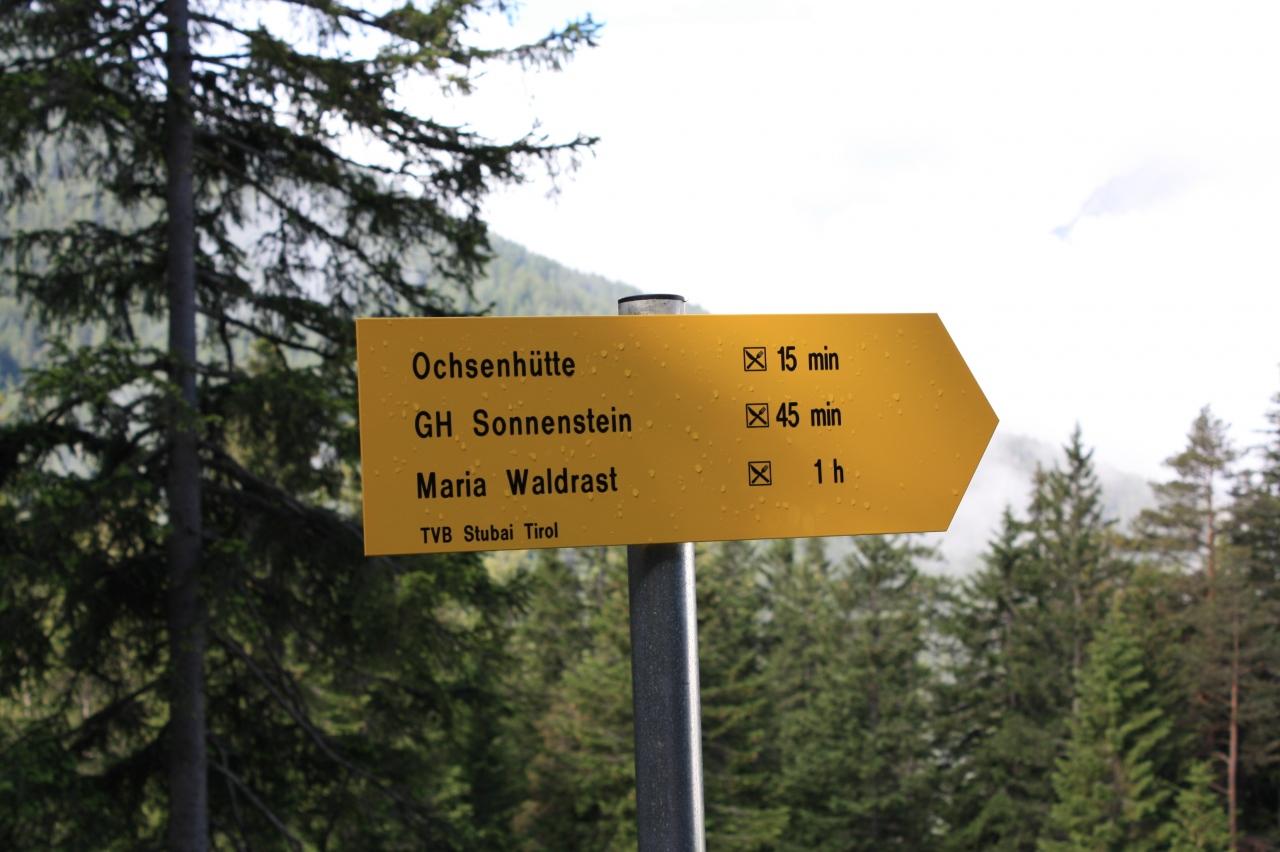 Ochsenhütte 15 min
GH Sonnenstein 45 min
Maria Waldrast 1 h
TVB Stubai Tirol